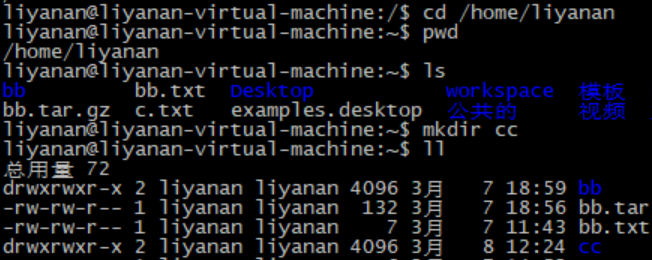 liyanan@liyanan-virtual-machine:/$ cd /home/liyanan
liyanan@liyanan-virtual-machine:~$ pwd
/home/liyanan
liyanan@liyanan-virtual-machine:~$ ls
bb bb.txt Desktop workspace 模板
bb.tar.gz c.txt examples.desktop 公共的 视频
liyanan@liyanan-virtual-machine:~$ mkdir cc
liyanan@liyanan-virtual-machine:~$ ll
总用量 72
drwxrwxr-x 2 liyanan liyanan 4096 3月 7 18:59 bb
-rw-rw-r-- 1 liyanan liyanan 132 3月 7 18:56 bb.tar
-rw-rw-r-- 1 liyanan liyanan 7 3月 7 11:43 bb.txt
drwxrwxr-x 2 liyanan liyanan 4096 3月 8 12:24 cc